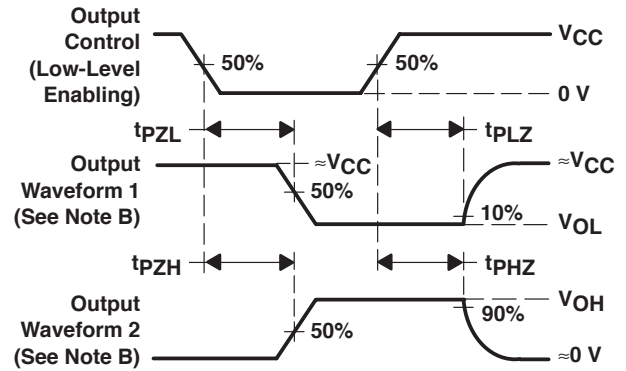 Output
Control
(Low-Level
Enabling)
50%
50%
VCC
0 V
tPZL
tPLZ
Output
Waveform 1
(See Note B)
≈VCC
50%
≈VCC
10%
VOL
tPZH
tPHZ
Output
Waveform 2
(See Note B)
50%
VOH
90%
≈0 V